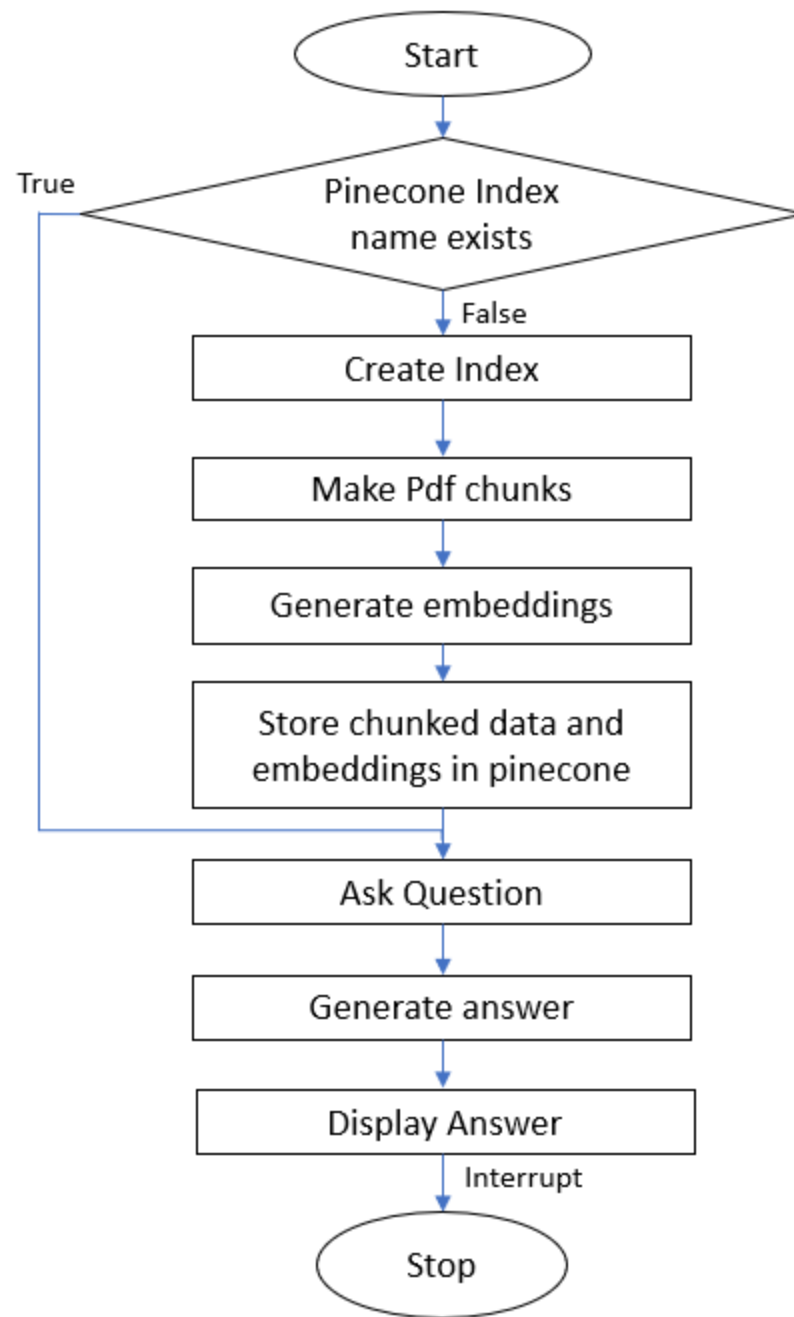 Start
True
Pinecone Index
name exists
False
Create Index
Make Pdf chunks
Generate embeddings
Store chunked data and
embeddings in pinecone
Ask Question
Generate answer
Display Answer
Interrupt
Stop